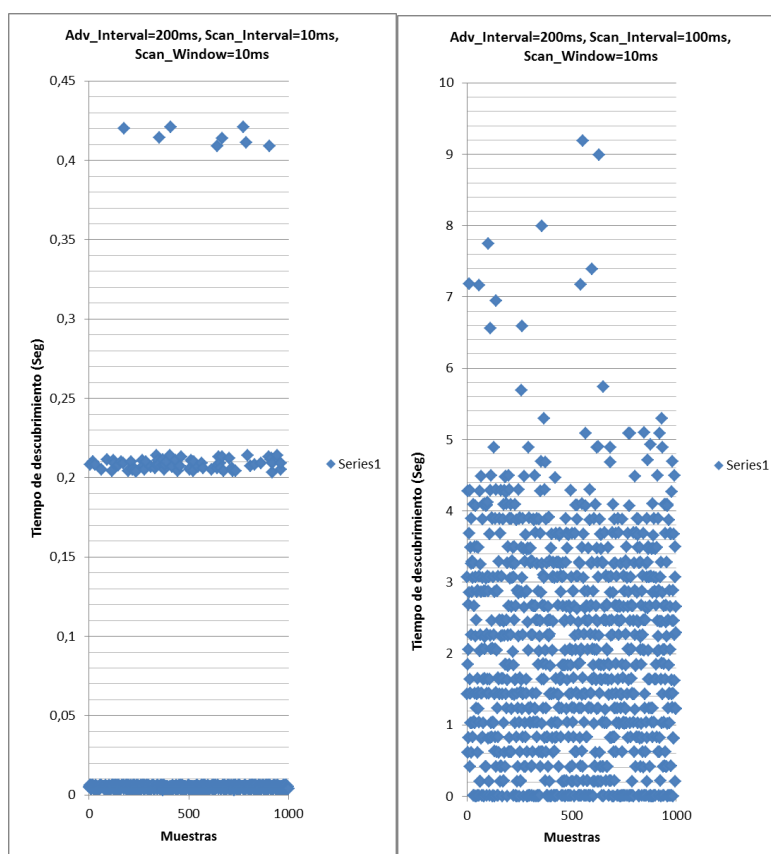 Adv_Interval=200ms, Scan_Interval=10ms,
Scan_Window=10ms
Tiempo de descubrimiento (Seg)
0,45
0,4
0,35
0,3
0,25
0,2
0,15
0,1
0,05
0
0
500
1000
Muestras
Series1
Adv_Interval=200ms, Scan_Interval=100ms,
Scan_Window=10ms
Tiempo de descubrimiento (Seg)
10
9
8
7
6
5
4
3
2
1
0
0
500
1000
Muestras
Series1